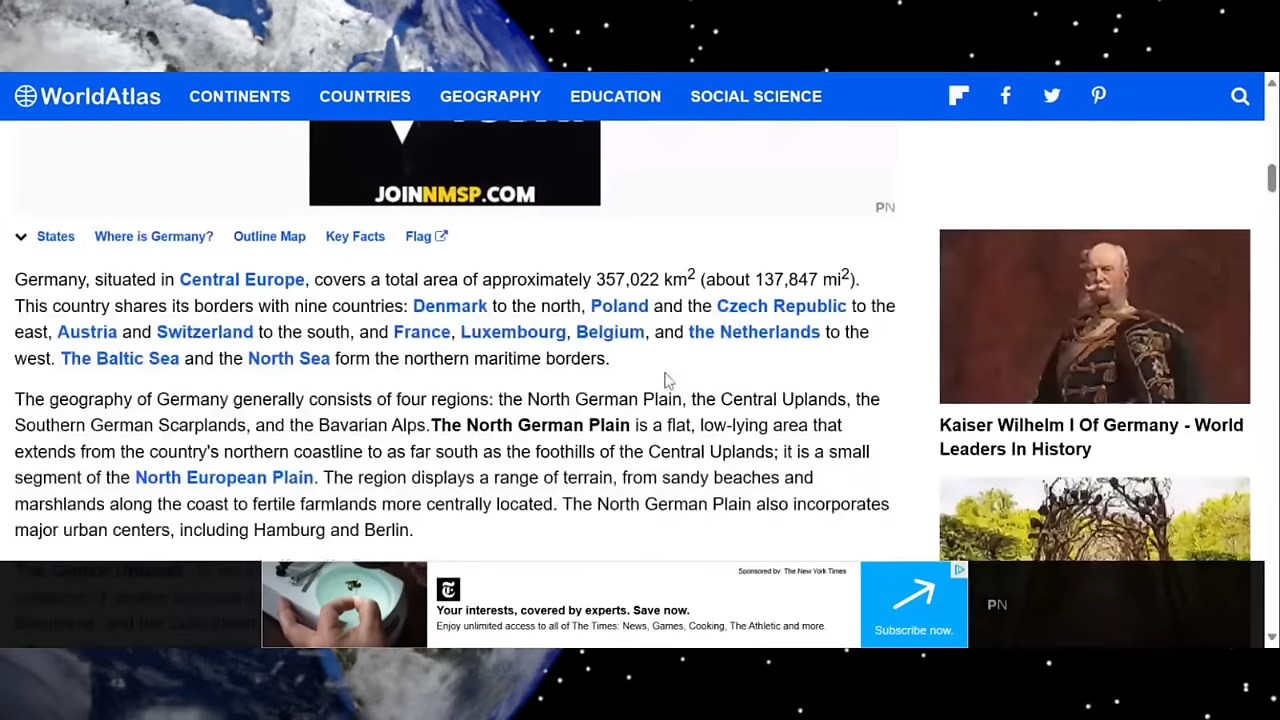 WorldAtlas CONTINENTS COUNTRIES GEOGRAPHY EDUCATION SOCIAL SCIENCE
JOINNMSP.COM
PN
States Where is Germany? Outline Map Key Facts Flag
Germany, situated in Central Europe, covers a total area of approximately 357,022 km² (about 137,847 mi²).
This country shares its borders with nine countries: Denmark to the north, Poland and the Czech Republic to the
east, Austria and Switzerland to the south, and France, Luxembourg, Belgium, and the Netherlands to the
west. The Baltic Sea and the North Sea form the northern maritime borders.
The geography of Germany generally consists of four regions: the North German Plain, the Central Uplands, the
Southern German Scarplands, and the Bavarian Alps.The North German Plain is a flat, low-lying area that
extends from the country's northern coastline to as far south as the foothills of the Central Uplands; it is a small
segment of the North European Plain. The region displays a range of terrain, from sandy beaches and
marshlands along the coast to fertile farmlands more centrally located. The North German Plain also incorporates
major urban centers, including Hamburg and Berlin.
Kaiser Wilhelm I Of Germany - World
Leaders In History
Sponsored by: The New York Times
Your interests, covered by experts. Save now.
Enjoy unlimited access to all of The Times: News, Games, Cooking, The Athletic and more.
Subscribe now.
PN